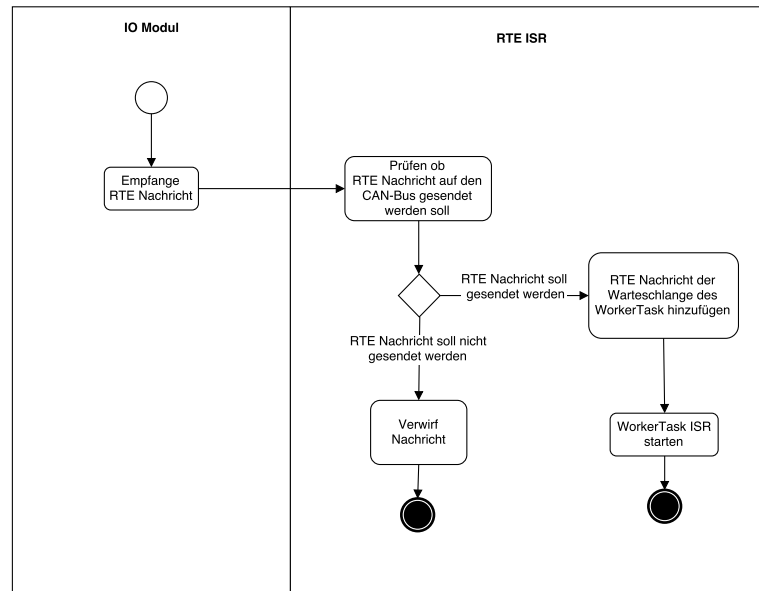 IO Modul
RTE ISR
Empfange
RTE Nachricht
Prüfen ob
RTE Nachricht auf den
CAN-Bus gesendet
werden soll
RTE Nachricht soll
gesendet werden
RTE Nachricht der
Warteschlange des
WorkerTask hinzufügen
RTE Nachricht soll nicht
gesendet werden
Verwirf
Nachricht
WorkerTask ISR
starten